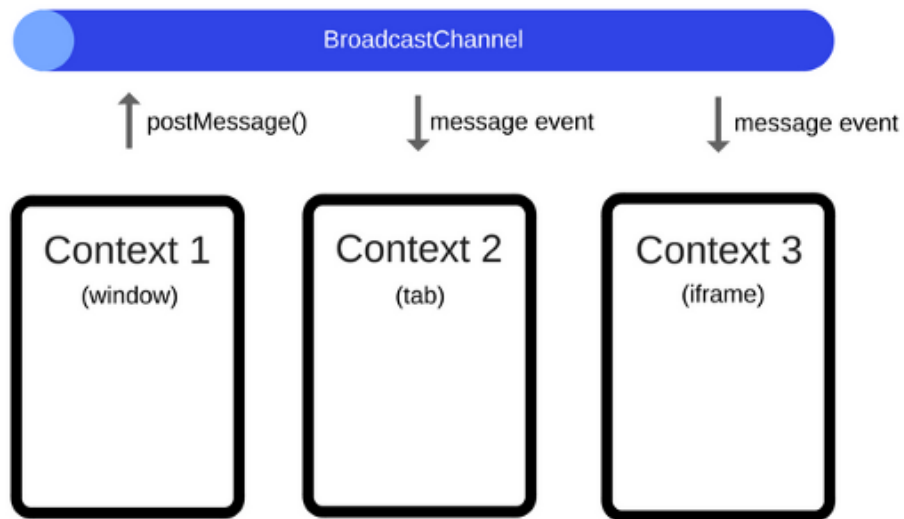 BroadcastChannel
postMessage()
message event
message event
Context 1
(window)
Context 2
(tab)
Context 3
(iframe)